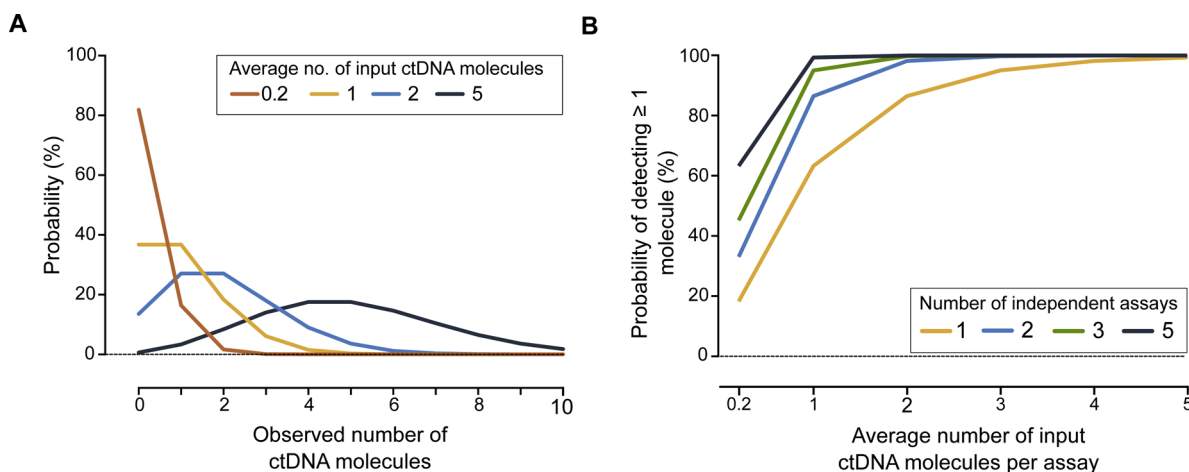 A
100
80
60
40
20
0
Probability (%)
Average no. of input ctDNA molecules
0.2 1 2 5
0 2 4 6 8 10
Observed number of
ctDNA molecules
B
100
80
60
40
20
0
Probability of detecting ≥ 1
molecule (%)
Number of independent assays
1 2 3 5
0.2 1 2 3 4 5
Average number of input
ctDNA molecules per assay